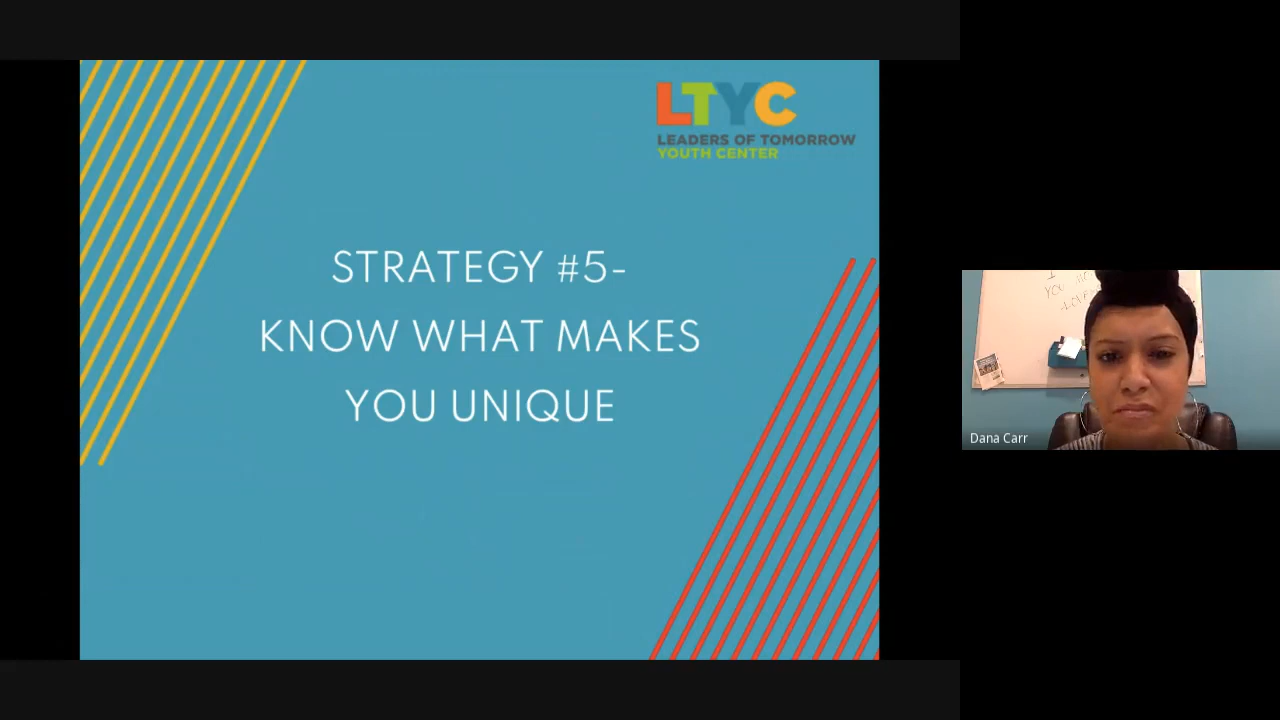 LTYC
LEADERS OF TOMORROW
YOUTH CENTER
STRATEGY #5-
KNOW WHAT MAKES
YOU UNIQUE
Dana Carr